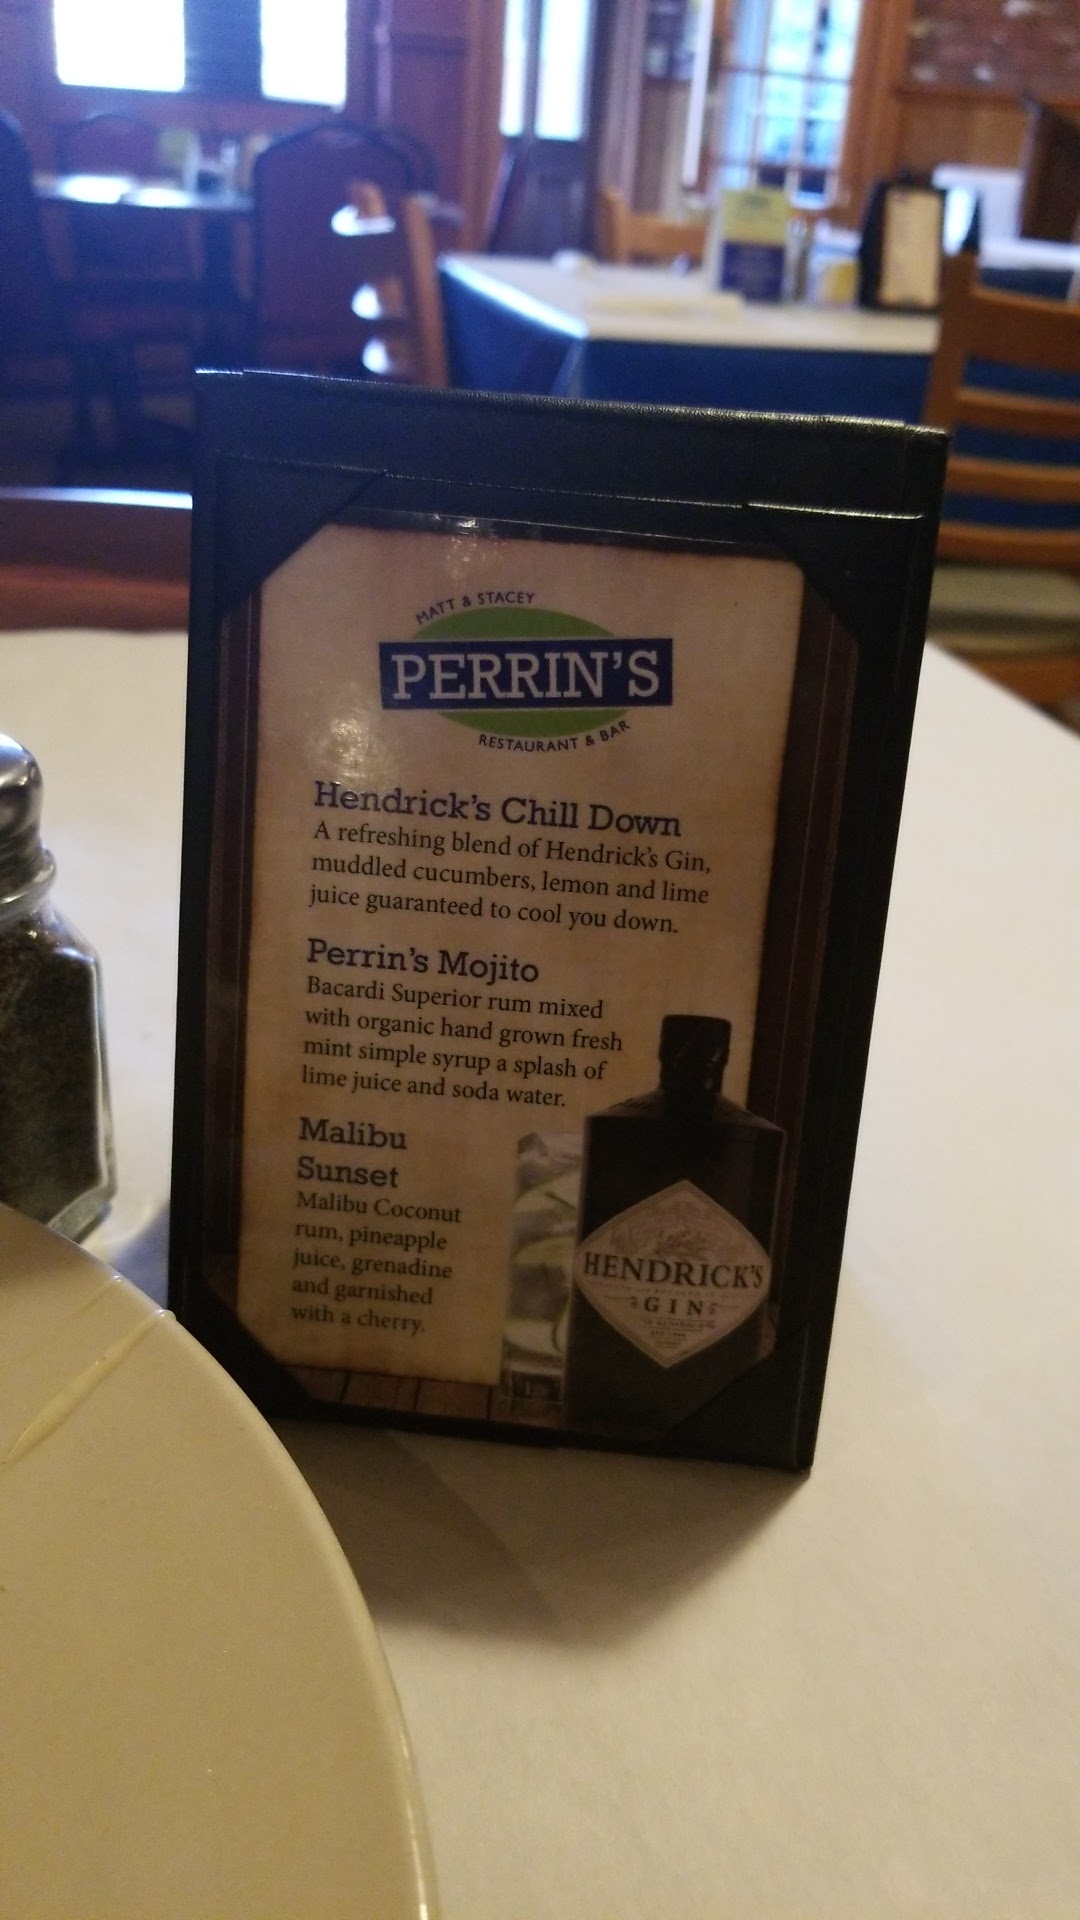 MATT & STACEY
PERRIN'S
RESTAURANT & BAR
Hendrick's Chill Down
A refreshing blend of Hendrick's Gin,
muddled cucumbers, lemon and lime
juice guaranteed to cool you down.
Perrin's Mojito
Bacardi Superior rum mixed
with organic hand grown fresh
mint simple syrup a splash of
lime juice and soda water.
Malibu
Sunset
Malibu Coconut
rum, pineapple
juice, grenadine
and garnished
with a cherry.
HENDRICK'S
GIN